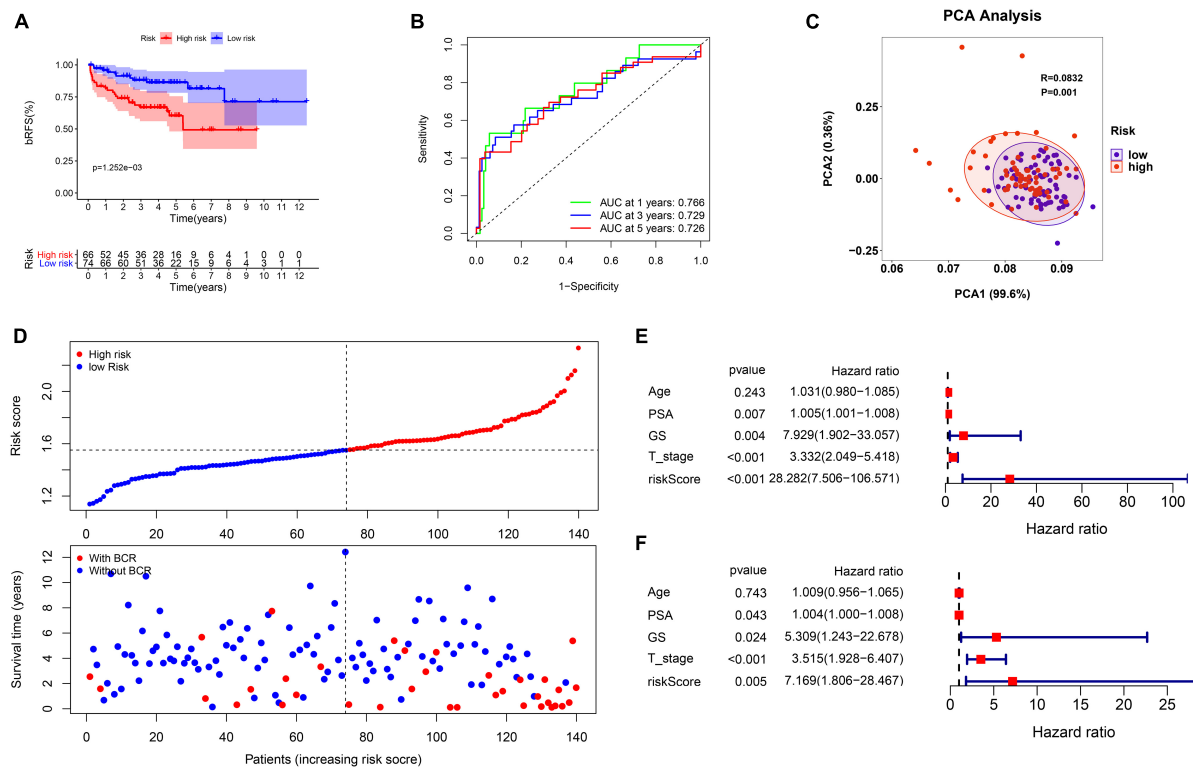 A
Risk High risk Low risk
1.00
0.75
0.50
0.25
0.00
bRFS(%)
p=1.252e−03
0 1 2 3 4 5 6 7 8 9 10 11 12
Time(years)
Risk
High risk 66 52 45 36 28 16 9 6 4 1 0 0 0
Low risk 74 66 60 51 36 22 15 9 6 4 3 1
0 1 2 3 4 5 6 7 8 9 10 11 12
Time(years)
B
1.0
0.8
0.6
0.4
0.2
0.0
Sensitivity
AUC at 1 years: 0.766
AUC at 3 years: 0.729
AUC at 5 years: 0.726
0.0 0.2 0.4 0.6 0.8 1.0
1−Specificity
C
PCA Analysis
R=0.0832
P=0.001
0.25
0.00
−0.25
PCA2 (0.36%)
0.06 0.07 0.08 0.09
PCA1 (99.6%)
Risk
low
high
D
High risk
low Risk
2.0
1.6
1.2
Risk score
0 20 40 60 80 100 120 140
With BCR
Without BCR
12
10
8
6
4
2
0
Survival time (years)
0 20 40 60 80 100 120 140
Patients (increasing risk socre)
E
pvalue Hazard ratio
Age 0.243 1.031(0.980−1.085)
PSA 0.007 1.005(1.001−1.008)
GS 0.004 7.929(1.902−33.057)
T_stage <0.001 3.332(2.049−5.418)
riskScore <0.001 28.282(7.506−106.571)
0 20 40 60 80 100
Hazard ratio
F
pvalue Hazard ratio
Age 0.743 1.009(0.956−1.065)
PSA 0.043 1.004(1.000−1.008)
GS 0.024 5.309(1.243−22.678)
T_stage <0.001 3.515(1.928−6.407)
riskScore 0.005 7.169(1.806−28.467)
0 5 10 15 20 25
Hazard ratio